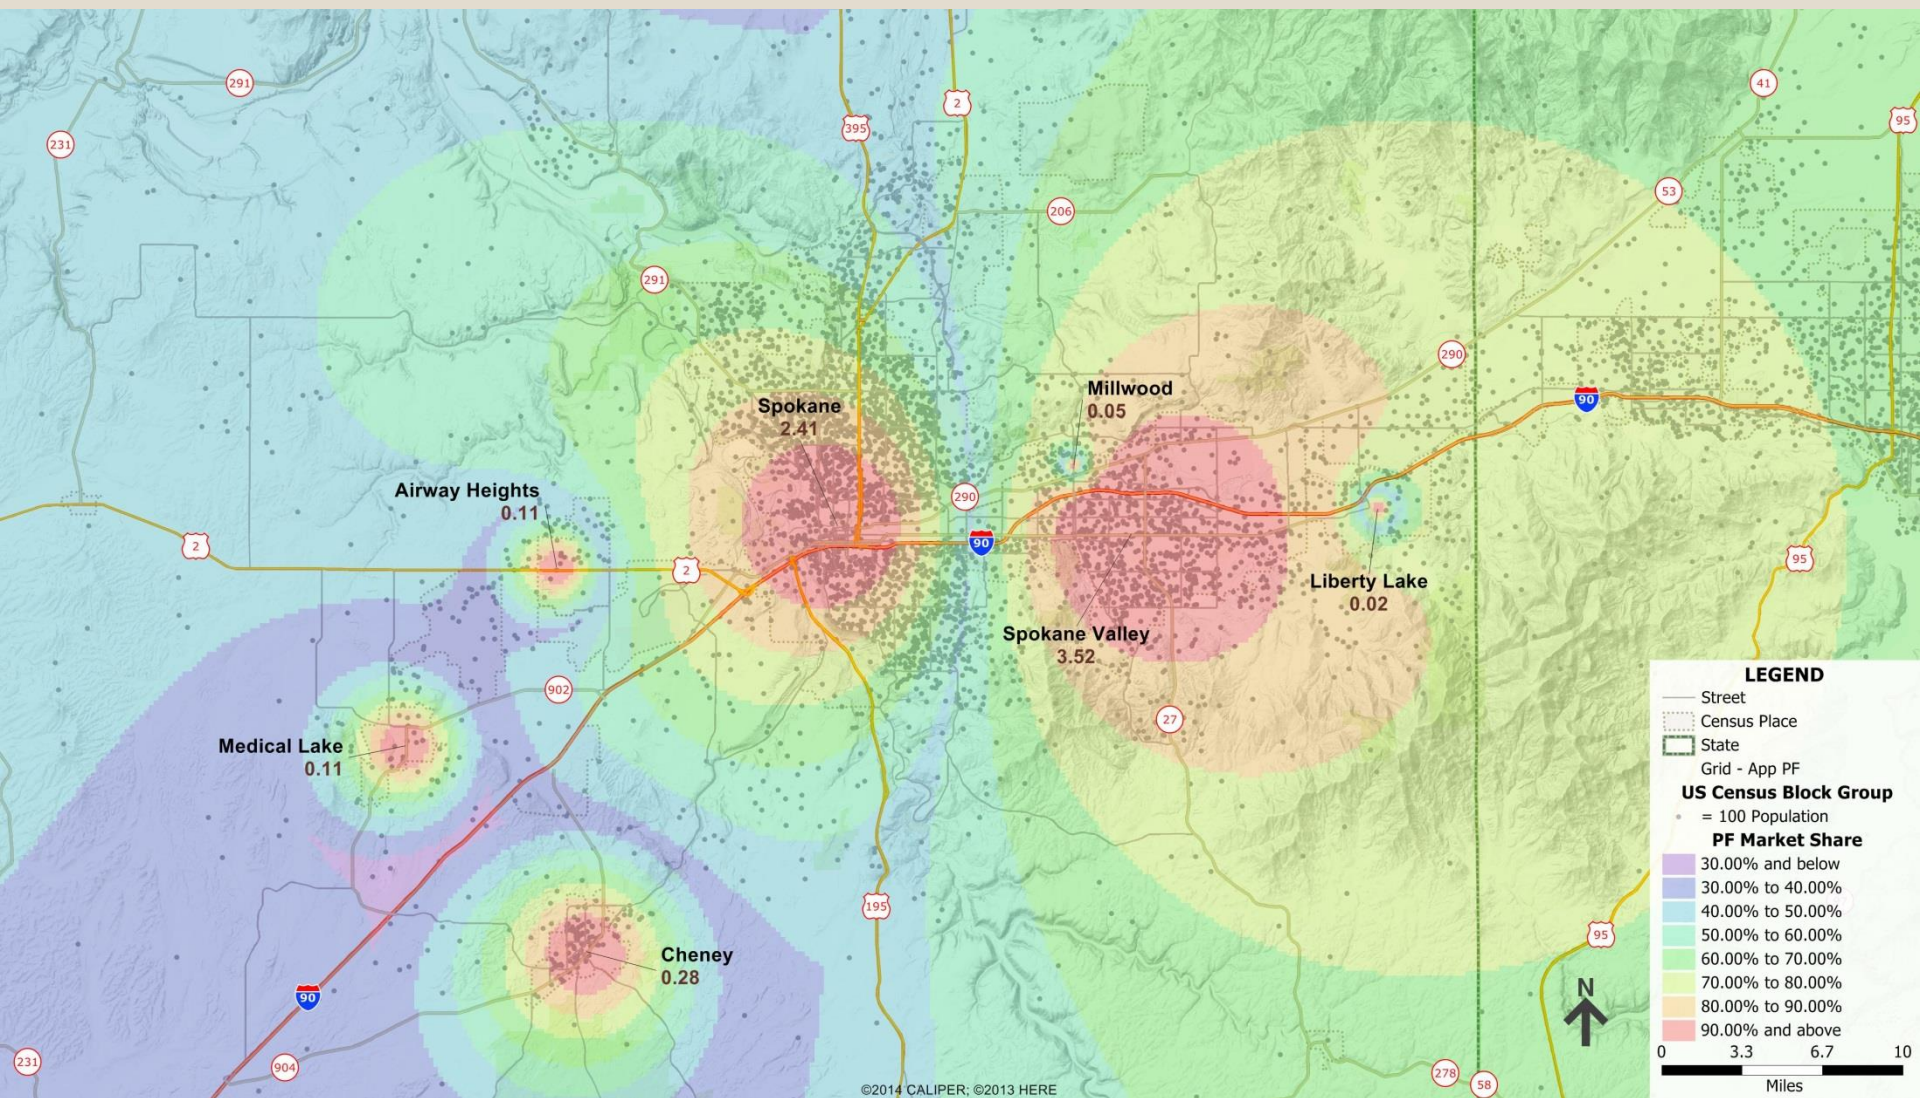 291
41
2
95
395
231
53
206
291
290
Millwood
0.05
Spokane
2.41
90
Airway Heights
0.11
290
2
90
2
95
Liberty Lake
0.02
Spokane Valley
3.52
902
27
Medical Lake
0.11
195
95
Cheney
0.28
90
231
904
278
58
©2014 CALIPER; ©2013 HERE
LEGEND
Street
Census Place
State
Grid - App PF
US Census Block Group
= 100 Population
PF Market Share
30.00% and below
30.00% to 40.00%
40.00% to 50.00%
50.00% to 60.00%
60.00% to 70.00%
70.00% to 80.00%
80.00% to 90.00%
90.00% and above
0 3.3 6.7 10
Miles
N